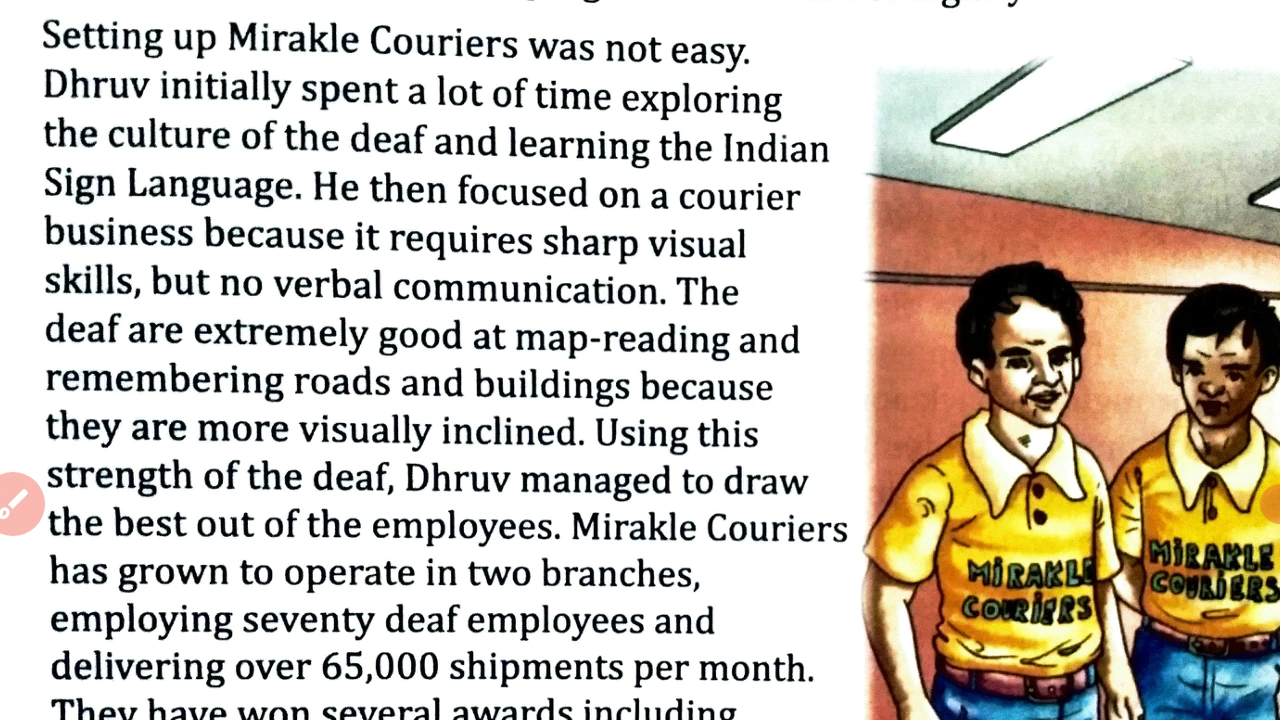 Setting up Mirakle Couriers was not easy.
Dhruv initially spent a lot of time exploring
the culture of the deaf and learning the Indian
Sign Language. He then focused on a courier
business because it requires sharp visual
skills, but no verbal communication. The
deaf are extremely good at map-reading and
remembering roads and buildings because
they are more visually inclined. Using this
strength of the deaf, Dhruv managed to draw
the best out of the employees. Mirakle Couriers
has grown to operate in two branches,
employing seventy deaf employees and
delivering over 65,000 shipments per month.
They have won several awards including
MiRAKLE
COURiERS
MiRAKLE
COURiERS